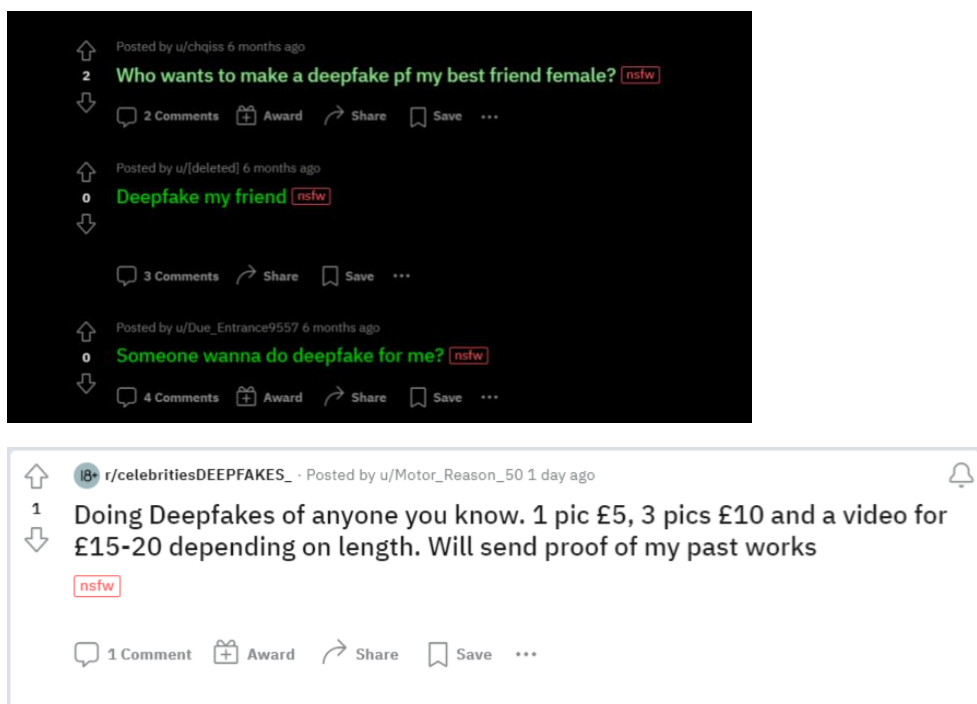 Posted by u/chqiss 6 months ago
2
Who wants to make a deepfake pf my best friend female? nsfw
2 Comments Award Share Save ...
Posted by u/[deleted] 6 months ago
0
Deepfake my friend nsfw
3 Comments Share Save ...
Posted by u/Due_Entrance9557 6 months ago
0
Someone wanna do deepfake for me? nsfw
4 Comments Award Share Save ...
18+ r/celebritiesDEEPFAKES_ · Posted by u/Motor_Reason_50 1 day ago
1
Doing Deepfakes of anyone you know. 1 pic £5, 3 pics £10 and a video for
£15-20 depending on length. Will send proof of my past works
nsfw
1 Comment Award Share Save ...